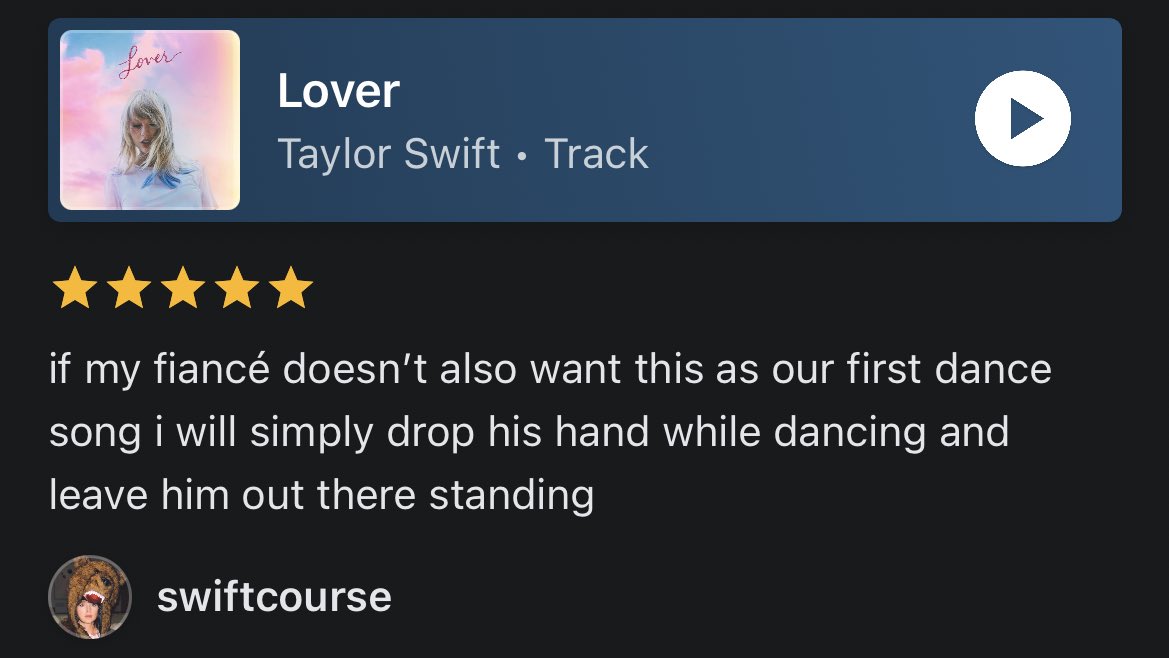 Lover
Lover
Taylor Swift • Track
if my fiancé doesn’t also want this as our first dance
song i will simply drop his hand while dancing and
leave him out there standing
swiftcourse